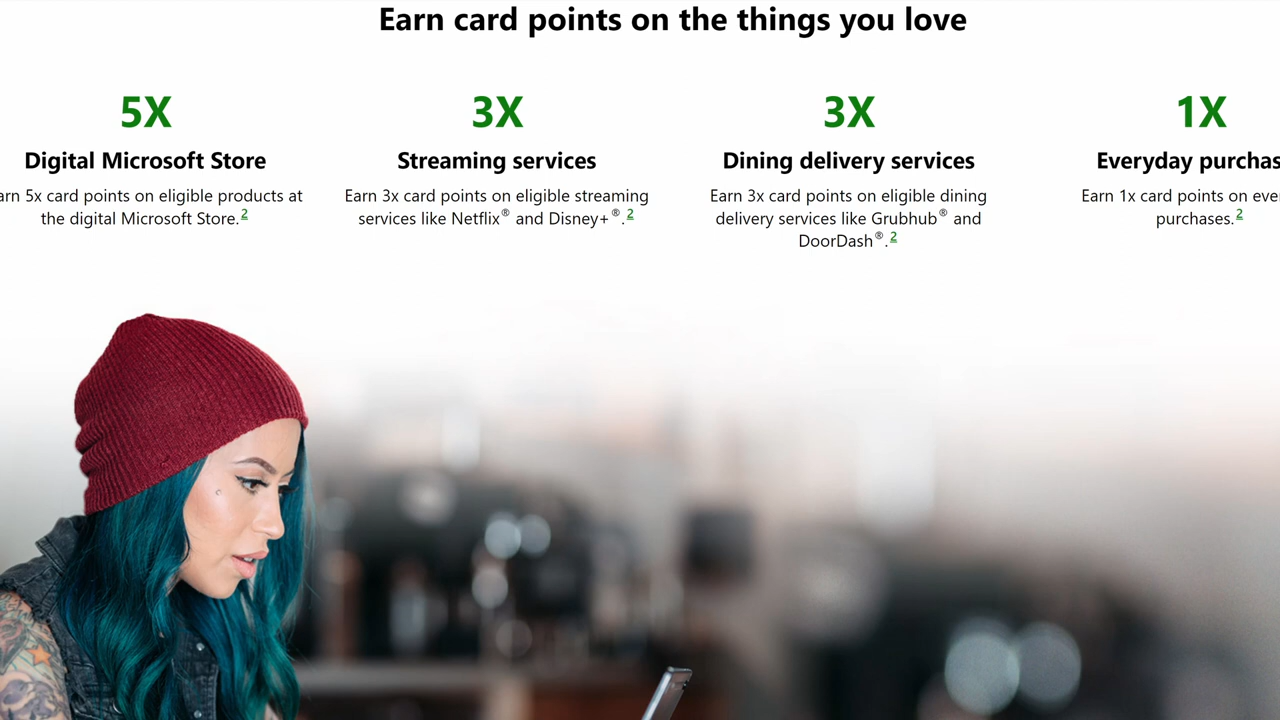 Earn card points on the things you love
5X
Digital Microsoft Store
arn 5x card points on eligible products at
the digital Microsoft Store.2
3X
Streaming services
Earn 3x card points on eligible streaming
services like Netflix® and Disney+®.2
3X
Dining delivery services
Earn 3x card points on eligible dining
delivery services like Grubhub® and
DoorDash®.2
1X
Everyday purchas
Earn 1x card points on eve
purchases.2